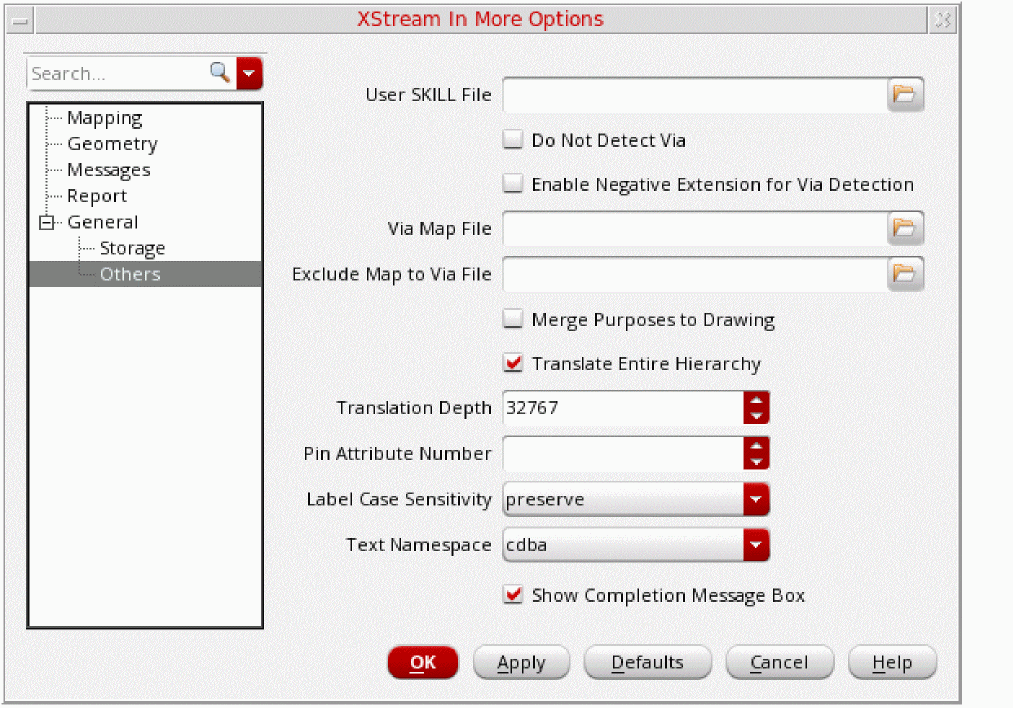 XStream In More Options
Search...
Mapping
Geometry
Messages
Report
General
Storage
Others
User SKILL File
Do Not Detect Via
Enable Negative Extension for Via Detection
Via Map File
Exclude Map to Via File
Merge Purposes to Drawing
Translate Entire Hierarchy
Translation Depth 32767
Pin Attribute Number
Label Case Sensitivity preserve
Text Namespace cdba
Show Completion Message Box
OK Apply Defaults Cancel Help